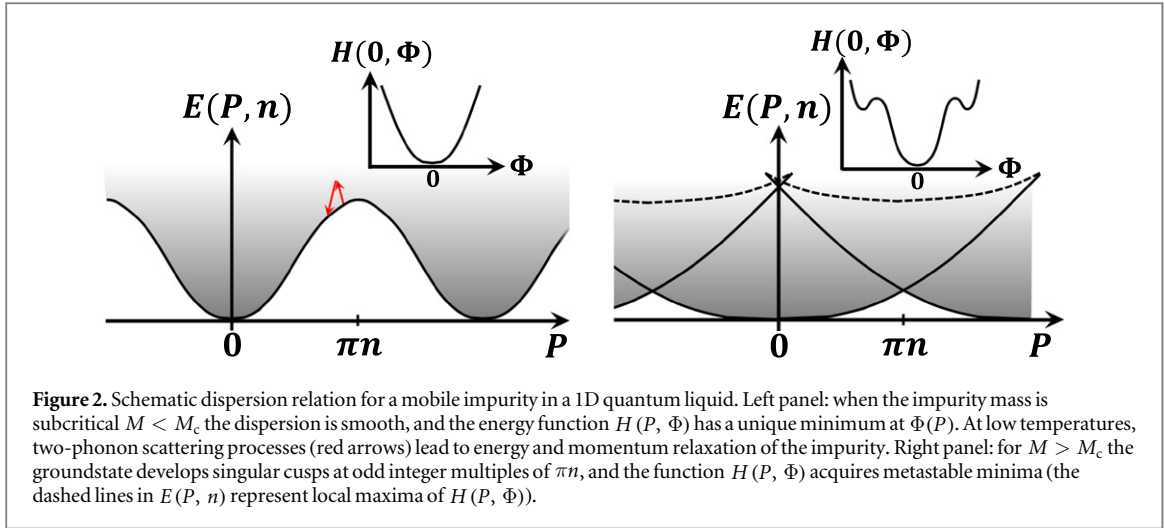 H(0, Φ)
E(P, n)
Φ
0
0
πn
P
H(0, Φ)
E(P, n)
Φ
0
0
πn
P
Figure 2. Schematic dispersion relation for a mobile impurity in a 1D quantum liquid. Left panel: when the impurity mass is
subcritical M < Mc the dispersion is smooth, and the energy function H (P, Φ) has a unique minimum at Φ(P). At low temperatures,
two-phonon scattering processes (red arrows) lead to energy and momentum relaxation of the impurity. Right panel: for M > Mc the
groundstate develops singular cusps at odd integer multiples of πn, and the function H (P, Φ) acquires metastable minima (the
dashed lines in E (P, n) represent local maxima of H (P, Φ)).